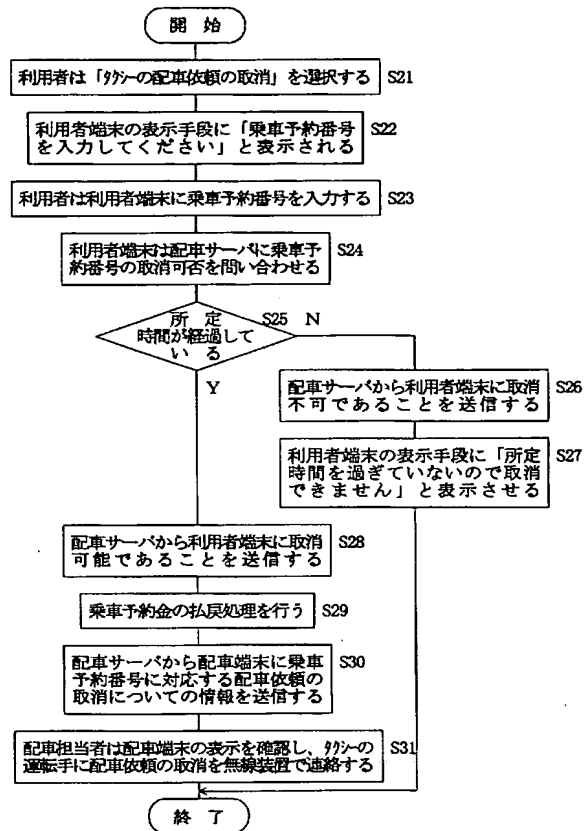 開 始
利用者は「タクシーの配車依頼の取消」を選択する S21
利用者端末の表示手段に「乗車予約番号
を入力してください」と表示される
S22
利用者は利用者端末に乗車予約番号を入力する S23
利用者端末は配車サーバに乗車予
約番号の取消可否を問い合わせる
S24
所 定
時間が経過して
い る
S25 N
Y
配車サーバから利用者端末に取消
不可であることを送信する
S26
利用者端末の表示手段に「所定
時間を過ぎていないので取消
できません」と表示させる
S27
配車サーバから利用者端末に取消
可能であることを送信する
S28
乗車予約金の払戻処理を行う S29
配車サーバから配車端末に乗車
予約番号に対応する配車依頼の
取消についての情報を送信する
S30
配車担当者は配車端末の表示を確認し、タクシーの
運転手に配車依頼の取消を無線装置で連絡する
S31
終 了